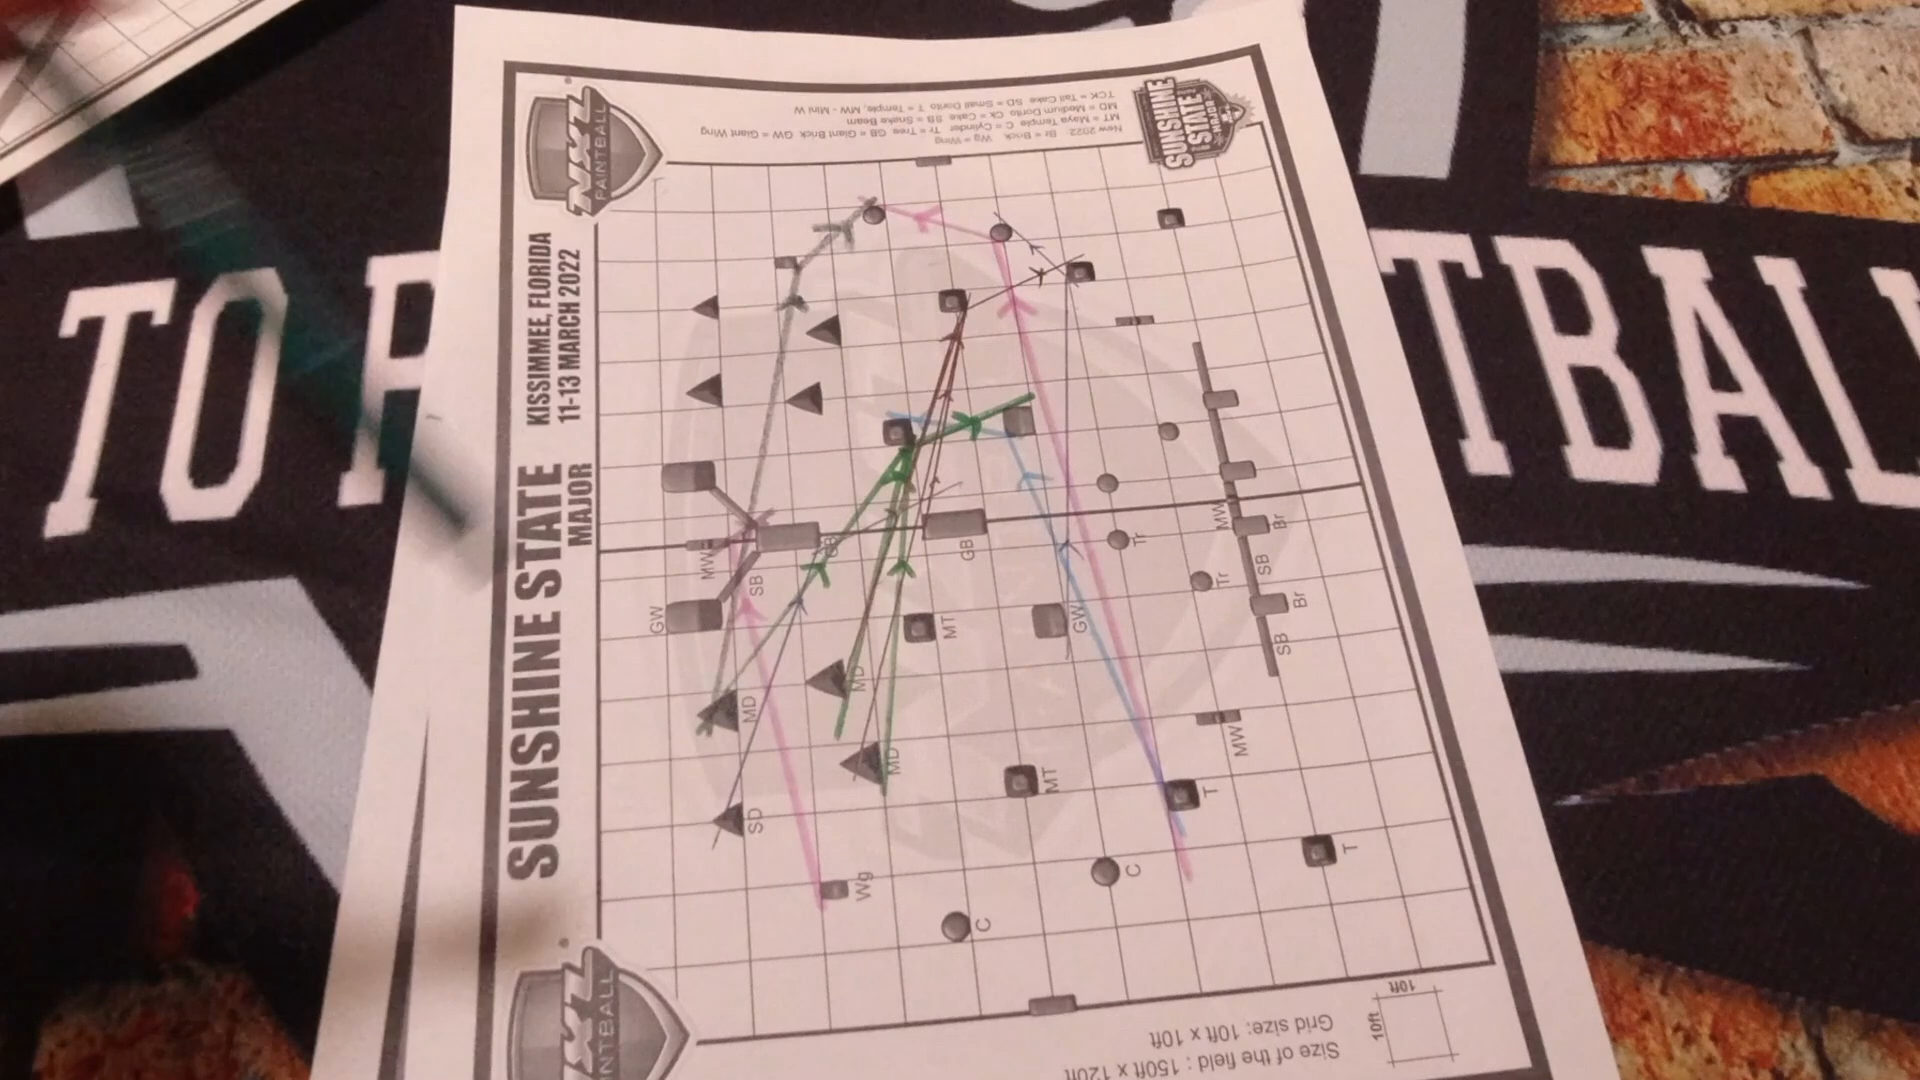 SUNSHINE STATE
MAJOR
KISSIMMEE, FLORIDA
11-13 MARCH 2022
NXL
PAINTBALL
SUNSHINE
STATE
MAJOR
New 2022: Br = Brick Wg = Wing
MT = Maya Temple C = Cylinder Tr = Tree GB = Giant Brick GW = Giant Wing
MD = Medium Dorito Ck = Cake SB = Snake Beam
TCK = Tall Cake SD = Small Dorito T = Temple, MW - Mini W
TO
TBALL
MW
GW
SB
GB
GB
MW
Br
Tr
SB
Tr
Br
SB
MT
GW
MD
MD
MD
MT
MW
T
SD
Wg
C
C
T
Size of the field : 150ft x 120ft
Grid size: 10ft x 10ft
10ft
10ft
NXL
PAINTBALL